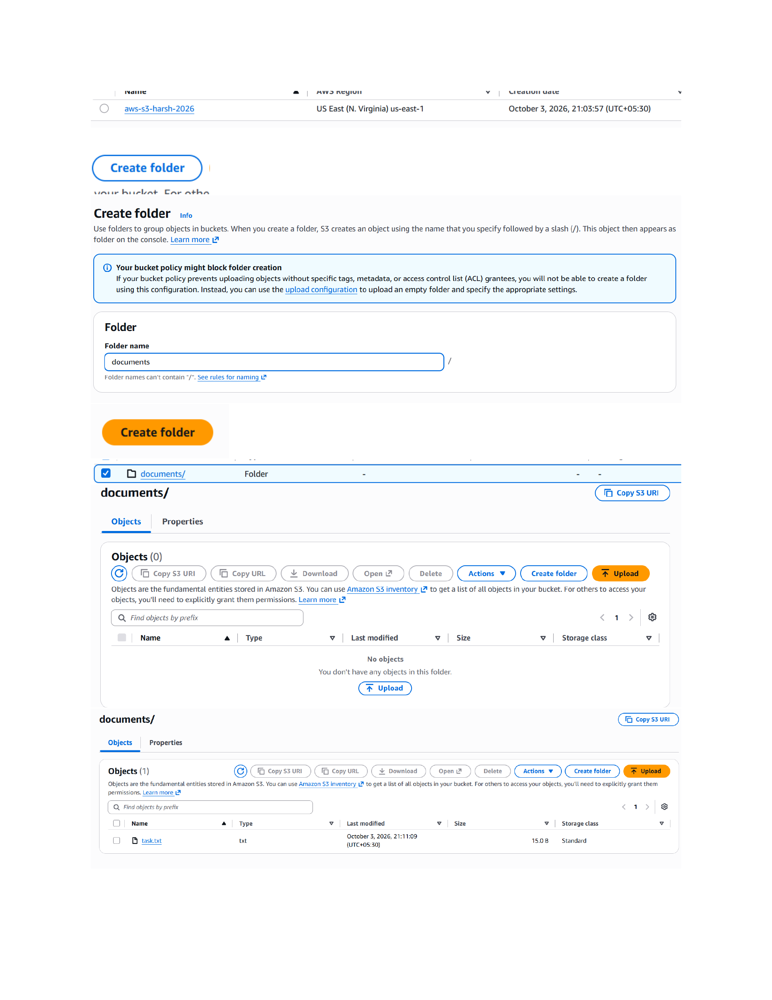 Name AWS Region Creation date
aws-s3-harsh-2026 US East (N. Virginia) us-east-1 October 3, 2026, 21:03:57 (UTC+05:30)
Create folder
your bucket. For othe
Create folder Info
Use folders to group objects in buckets. When you create a folder, S3 creates an object using the name that you specify followed by a slash (/). This object then appears as
folder on the console. Learn more
Your bucket policy might block folder creation
If your bucket policy prevents uploading objects without specific tags, metadata, or access control list (ACL) grantees, you will not be able to create a folder
using this configuration. Instead, you can use the upload configuration to upload an empty folder and specify the appropriate settings.
Folder
Folder name
documents /
Folder names can't contain "/". See rules for naming
Create folder
documents/ Folder - - -
documents/ Copy S3 URI
Objects Properties
Objects (0)
Copy S3 URI Copy URL Download Open Delete Actions Create folder Upload
Objects are the fundamental entities stored in Amazon S3. You can use Amazon S3 inventory to get a list of all objects in your bucket. For others to access your
objects, you'll need to explicitly grant them permissions. Learn more
Find objects by prefix 1
Name Type Last modified Size Storage class
No objects
You don't have any objects in this folder.
Upload
documents/ Copy S3 URI
Objects Properties
Objects (1) Copy S3 URI Copy URL Download Open Delete Actions Create folder Upload
Objects are the fundamental entities stored in Amazon S3. You can use Amazon S3 inventory to get a list of all objects in your bucket. For others to access your objects, you'll need to explicitly grant them
permissions. Learn more
Find objects by prefix 1
Name Type Last modified Size Storage class
task.txt txt October 3, 2026, 21:11:09 15.0 B Standard
(UTC+05:30)